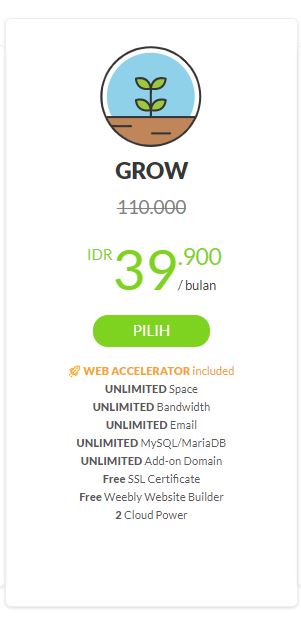 GROW
110.000
IDR 39.900
/ bulan
PILIH
WEB ACCELERATOR included
UNLIMITED Space
UNLIMITED Bandwidth
UNLIMITED Email
UNLIMITED MySQL/MariaDB
UNLIMITED Add-on Domain
Free SSL Certificate
Free Weebly Website Builder
2 Cloud Power